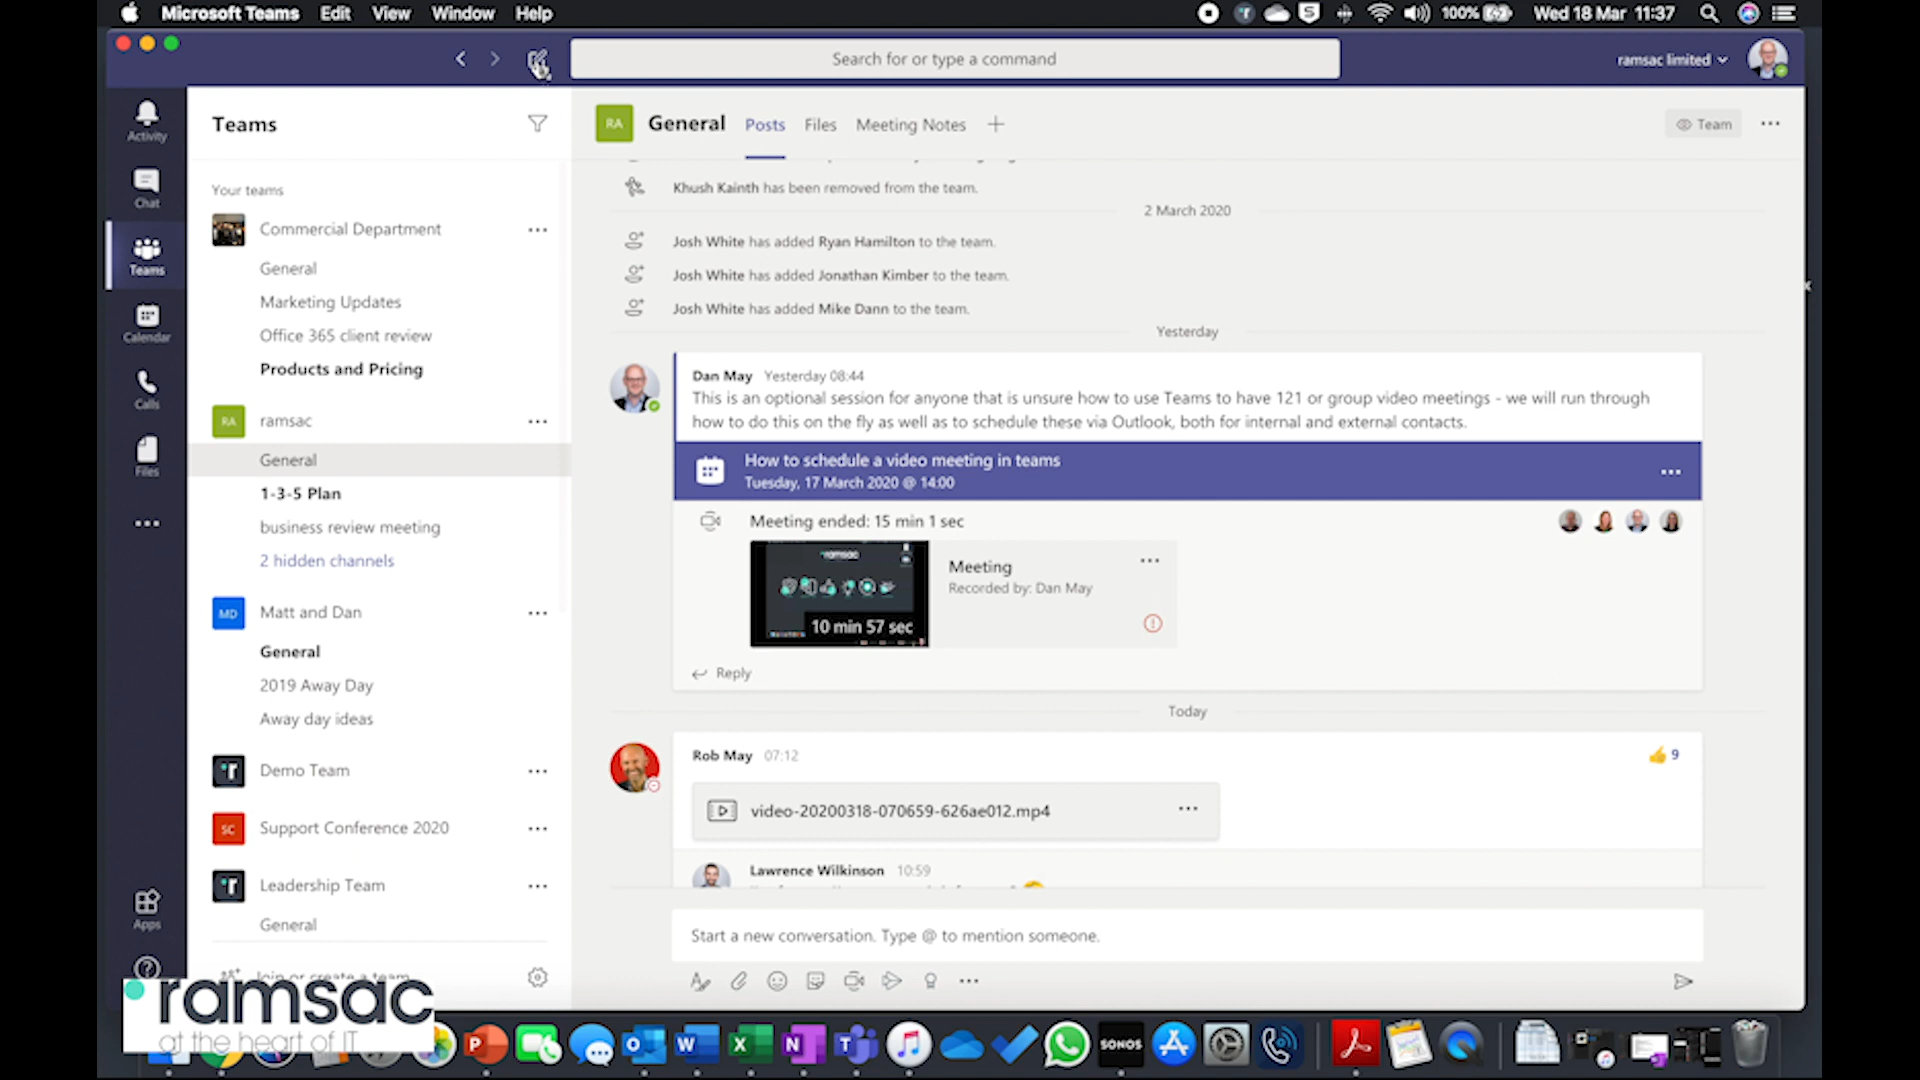 Microsoft Teams Edit View Window Help
100% Wed 18 Mar 11:37
Search for or type a command
ramsac limited
Activity
Chat
Teams
Calendar
Calls
Files
Apps
Teams
Your teams
Commercial Department
General
Marketing Updates
Office 365 client review
Products and Pricing
RA ramsac
General
1-3-5 Plan
business review meeting
2 hidden channels
MD Matt and Dan
General
2019 Away Day
Away day ideas
Demo Team
SC Support Conference 2020
Leadership Team
General
Join or create a team
RA General Posts Files Meeting Notes
Team
Khush Kainth has been removed from the team.
2 March 2020
Josh White has added Ryan Hamilton to the team.
Josh White has added Jonathan Kimber to the team.
Josh White has added Mike Dann to the team.
Yesterday
Dan May Yesterday 08:44
This is an optional session for anyone that is unsure how to use Teams to have 121 or group video meetings - we will run through
how to do this on the fly as well as to schedule these via Outlook, both for internal and external contacts.
How to schedule a video meeting in teams
Tuesday, 17 March 2020 @ 14:00
Meeting ended: 15 min 1 sec
ramsac
10 min 57 sec
Meeting
Recorded by: Dan May
Reply
Today
Rob May 07:12
9
video-20200318-070659-626ae012.mp4
Lawrence Wilkinson 10:59
Start a new conversation. Type @ to mention someone.
ramsac
at the heart of IT
SONOS